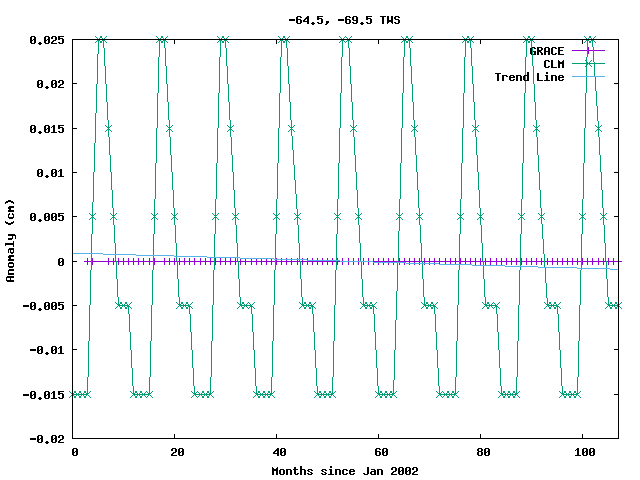 -64.5, -69.5 TWS
GRACE
CLM
Trend Line
0.025
0.02
0.015
0.01
0.005
0
-0.005
-0.01
-0.015
-0.02
Anomaly (cm)
0 20 40 60 80 100
Months since Jan 2002